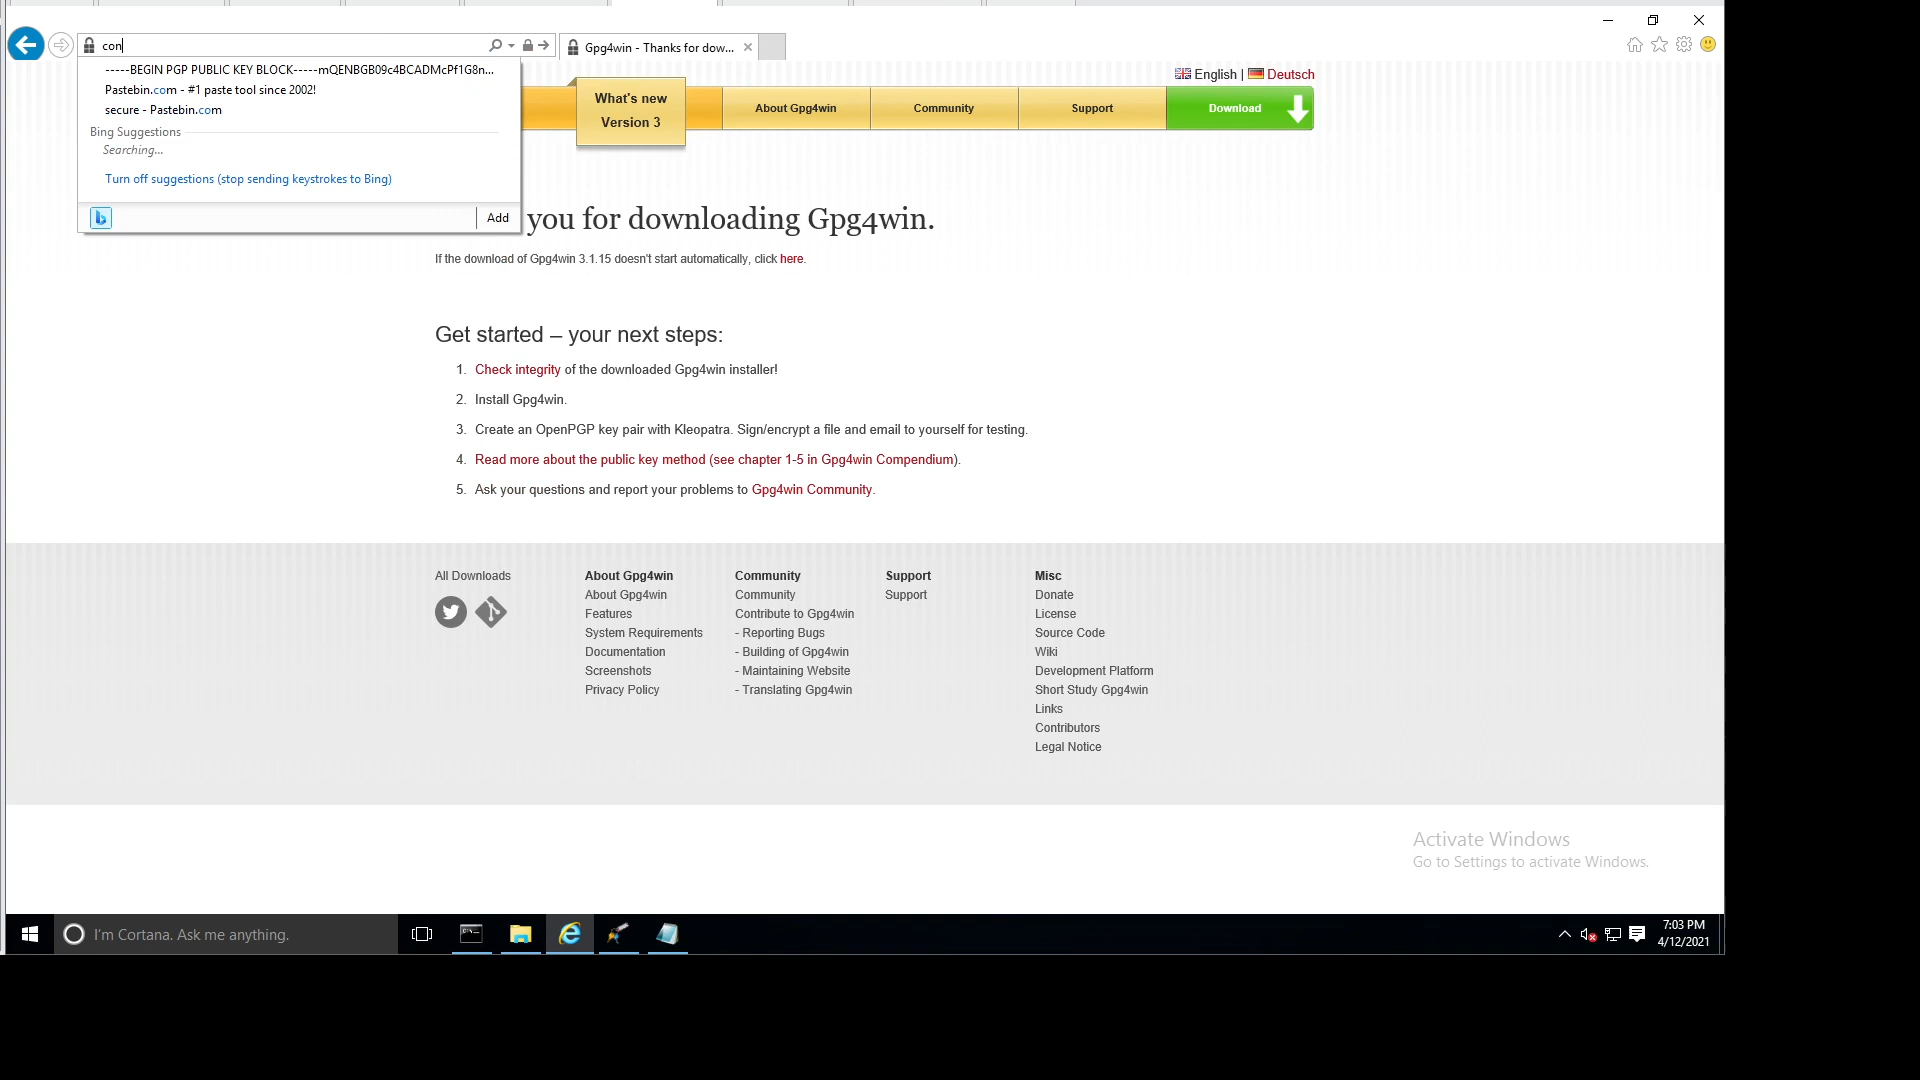 con
Gpg4win - Thanks for dow...
-----BEGIN PGP PUBLIC KEY BLOCK-----mQENBGB09c4BCADMcPf1G8n...
Pastebin.com - #1 paste tool since 2002!
secure - Pastebin.com
Bing Suggestions
Searching...
Turn off suggestions (stop sending keystrokes to Bing)
Add
English | Deutsch
What's new
Version 3
About Gpg4win
Community
Support
Download
you for downloading Gpg4win.
If the download of Gpg4win 3.1.15 doesn't start automatically, click here.
Get started – your next steps:
1. Check integrity of the downloaded Gpg4win installer!
2. Install Gpg4win.
3. Create an OpenPGP key pair with Kleopatra. Sign/encrypt a file and email to yourself for testing.
4. Read more about the public key method (see chapter 1-5 in Gpg4win Compendium).
5. Ask your questions and report your problems to Gpg4win Community.
All Downloads
About Gpg4win
About Gpg4win
Features
System Requirements
Documentation
Screenshots
Privacy Policy
Community
Community
Contribute to Gpg4win
- Reporting Bugs
- Building of Gpg4win
- Maintaining Website
- Translating Gpg4win
Support
Support
Misc
Donate
License
Source Code
Wiki
Development Platform
Short Study Gpg4win
Links
Contributors
Legal Notice
Activate Windows
Go to Settings to activate Windows.
I'm Cortana. Ask me anything.
7:03 PM
4/12/2021